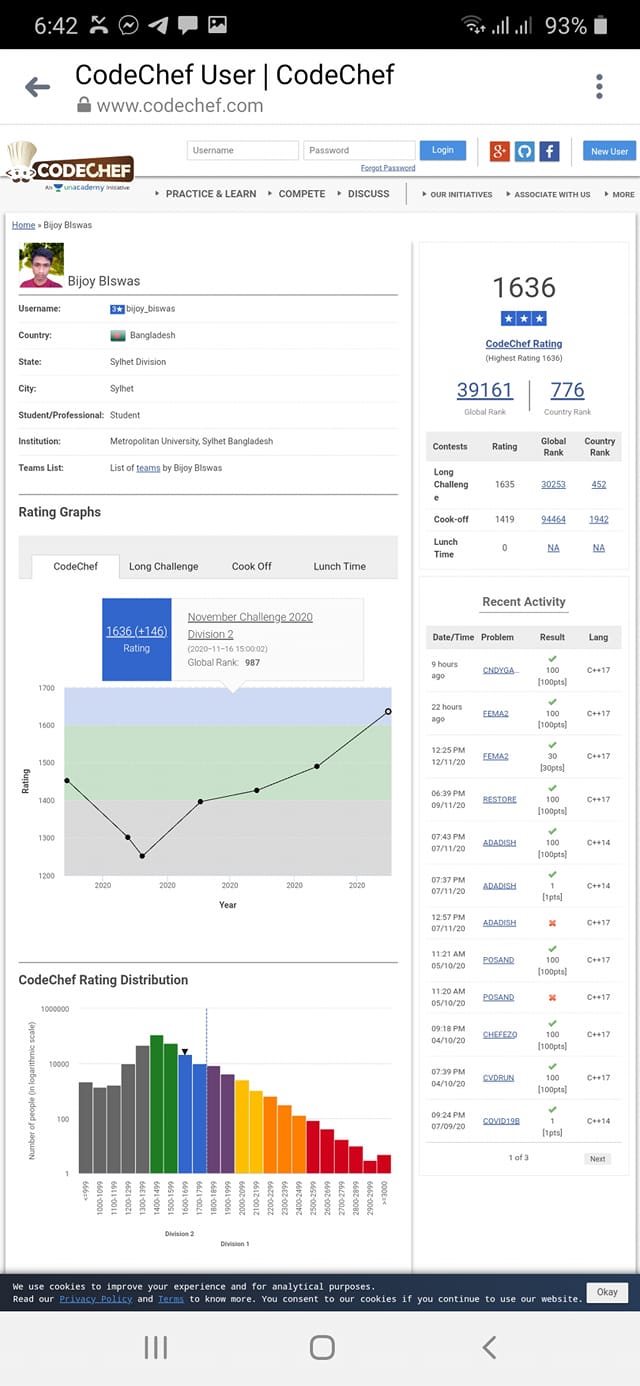 6:42
93%
CodeChef User | CodeChef
www.codechef.com
CODECHEF
An unacademy Initiative
Username
Password
Login
New User
Forgot Password
PRACTICE & LEARN
COMPETE
DISCUSS
OUR INITIATIVES
ASSOCIATE WITH US
MORE
Home » Bijoy BIswas
Bijoy BIswas
Username: 3★ bijoy_biswas
Country: Bangladesh
State: Sylhet Division
City: Sylhet
Student/Professional: Student
Institution: Metropolitan University, Sylhet Bangladesh
Teams List: List of teams by Bijoy BIswas
Rating Graphs
CodeChef
Long Challenge
Cook Off
Lunch Time
1636 (+146)
Rating
November Challenge 2020
Division 2
(2020-11-16 15:00:02)
Global Rank: 987
1700
1600
1500
1400
1300
1200
Rating
2020 2020 2020 2020 2020
Year
CodeChef Rating Distribution
Number of people (in logarithmic scale)
1000000
10000
100
1
<=999
1000-1099
1100-1199
1200-1299
1300-1399
1400-1499
1500-1599
1600-1699
1700-1799
1800-1899
1900-1999
2000-2099
2100-2199
2200-2299
2300-2399
2400-2499
2500-2599
2600-2699
2700-2799
2800-2899
2900-2999
>=3000
Division 2
Division 1
1636
★ ★ ★
CodeChef Rating
(Highest Rating 1636)
39161
Global Rank
776
Country Rank
Contests Rating Global Rank Country Rank
Long Challeng e 1635 30253 452
Cook-off 1419 94464 1942
Lunch Time 0 NA NA
Recent Activity
Date/Time Problem Result Lang
9 hours ago CNDYGA... 100 [100pts] C++17
22 hours ago FEMA2 100 [100pts] C++17
12:25 PM 12/11/20 FEMA2 30 [30pts] C++17
06:39 PM 09/11/20 RESTORE 100 [100pts] C++17
07:43 PM 07/11/20 ADADISH 100 [100pts] C++14
07:37 PM 07/11/20 ADADISH 1 [1pts] C++14
12:57 PM 07/11/20 ADADISH C++17
11:21 AM 05/10/20 POSAND 100 [100pts] C++17
11:20 AM 05/10/20 POSAND C++17
09:18 PM 04/10/20 CHEFEZQ 100 [100pts] C++17
07:39 PM 04/10/20 CVDRUN 100 [100pts] C++17
09:24 PM 07/09/20 COVID19B 1 [1pts] C++14
1 of 3
Next
We use cookies to improve your experience and for analytical purposes.
Read our Privacy Policy and Terms to know more. You consent to our cookies if you continue to use our website.
Okay